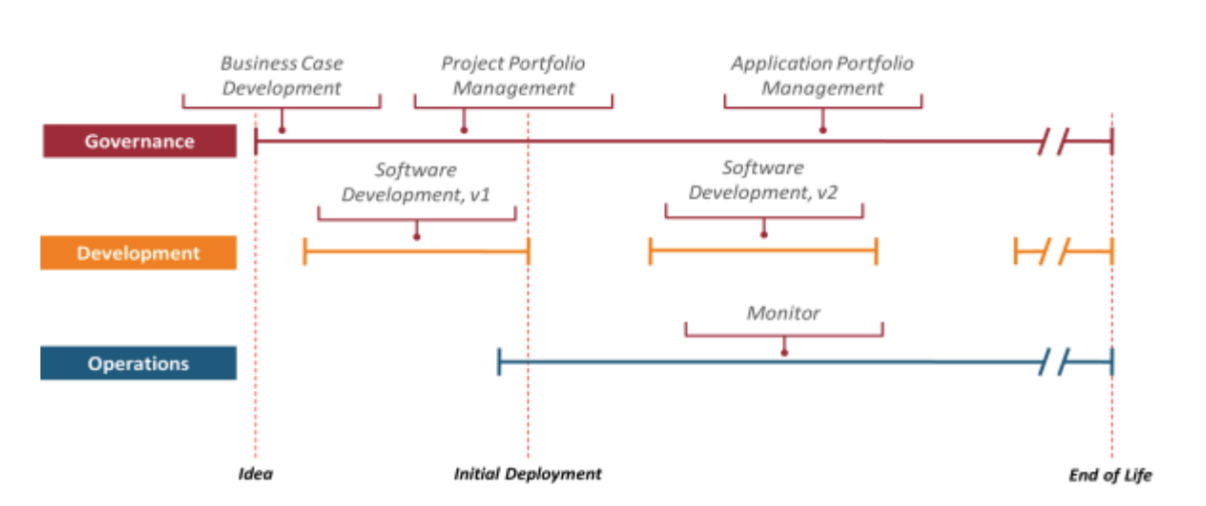 Business Case
Development
Project Portfolio
Management
Application Portfolio
Management
Governance
Software
Development, v1
Software
Development, v2
Development
Monitor
Operations
Idea
Initial Deployment
End of Life